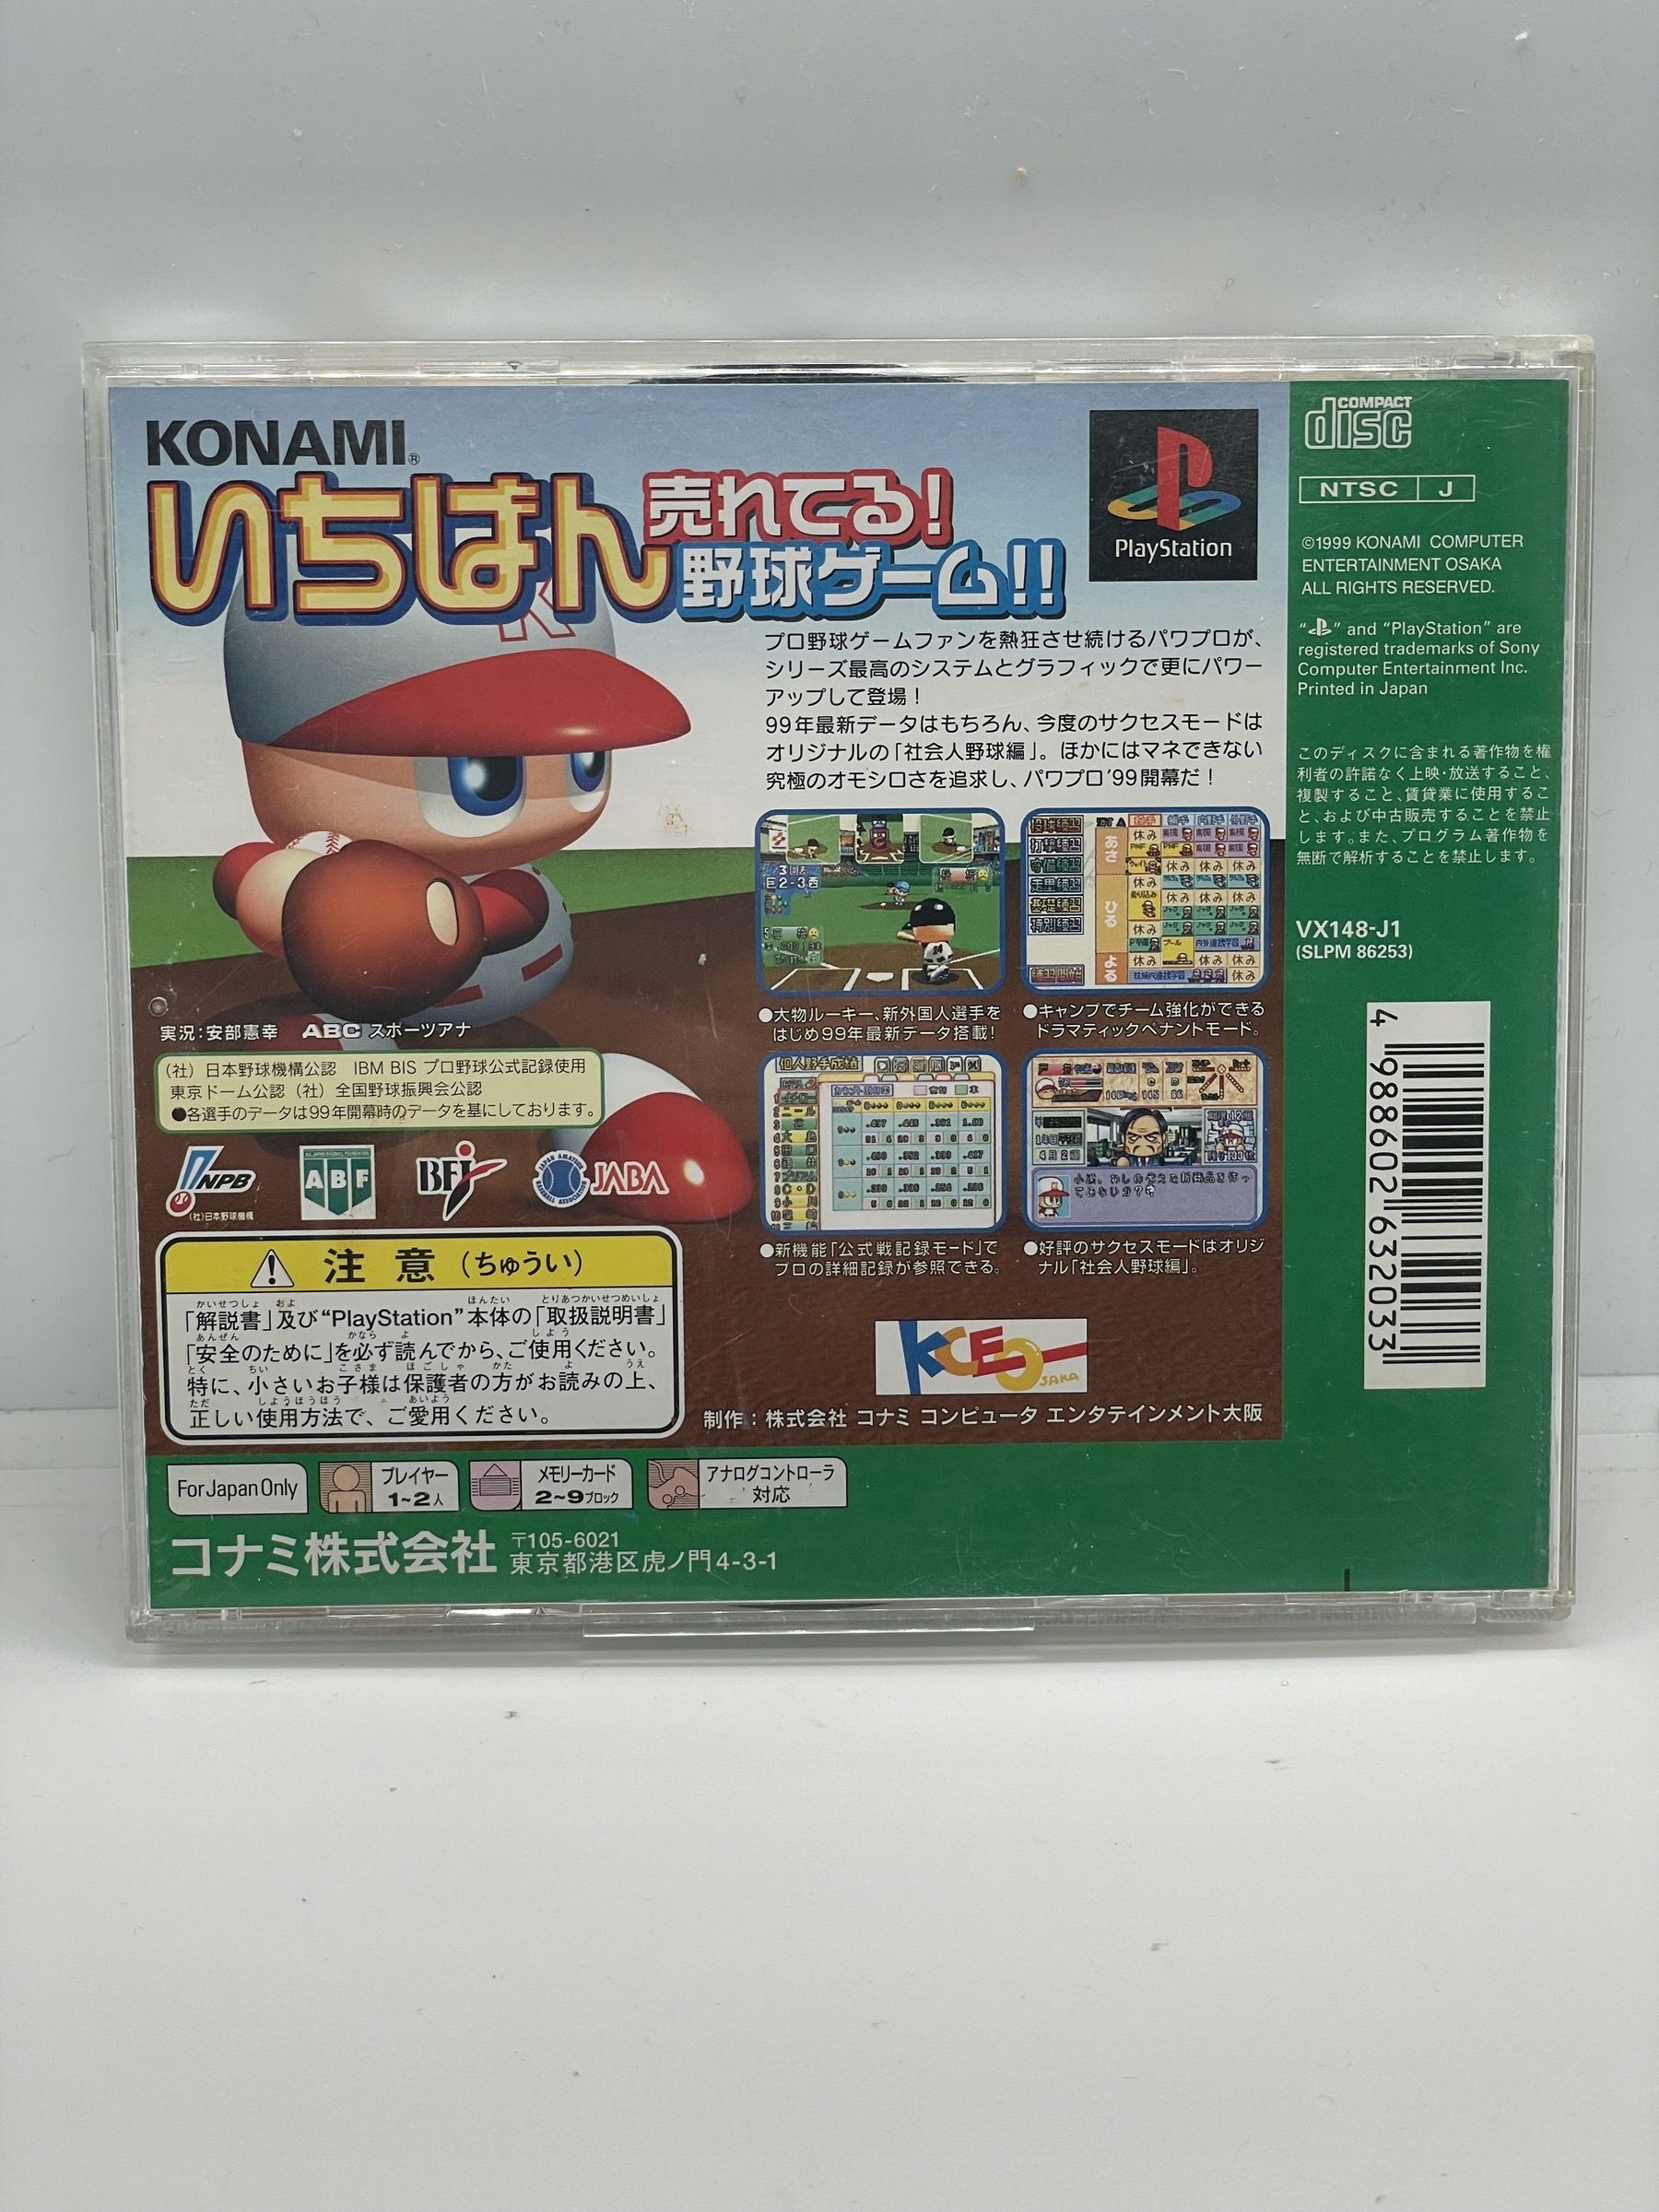 KONAMI®
いちばん売れてる!
野球ゲーム!!
PlayStation
プロ野球ゲームファンを熱狂させ続けるパワプロが、
シリーズ最高のシステムとグラフィックで更にパワー
アップして登場!
99年最新データはもちろん、今度のサクセスモードは
オリジナルの「社会人野球編」。ほかにはマネできない
究極のオモシロさを追求し、パワプロ'99開幕だ!
●大物ルーキー、新外国人選手を
はじめ99年最新データ搭載!
●キャンプでチーム強化ができる
ドラマティックペナントモード。
個人野手成績
●新機能「公式戦記録モード」で
プロの詳細記録が参照できる。
●好評のサクセスモードはオリジ
ナル「社会人野球編」。
実況:安部憲幸 ABC スポーツアナ
(社)日本野球機構公認 IBM BIS プロ野球公式記録使用
東京ドーム公認(社)全国野球振興会公認
●各選手のデータは99年開幕時のデータを基にしております。
NPB
(社)日本野球機構
ABF
BFJ
JABA
注意(ちゅうい)
「解説書」及び“PlayStation”本体の「取扱説明書」
「安全のために」を必ず読んでから、ご使用ください。
特に、小さいお子様は保護者の方がお読みの上、
正しい使用方法で、ご愛用ください。
KCEO
OSAKA
制作:株式会社 コナミ コンピュータ エンタテインメント大阪
For Japan Only
プレイヤー
1~2人
メモリーカード
2~9ブロック
アナログコントローラ
対応
コナミ株式会社
〒105-6021
東京都港区虎ノ門4-3-1
COMPACT
disc
NTSC J
©1999 KONAMI COMPUTER
ENTERTAINMENT OSAKA
ALL RIGHTS RESERVED.
“PS” and “PlayStation” are
registered trademarks of Sony
Computer Entertainment Inc.
Printed in Japan
このディスクに含まれる著作物を権
利者の許諾なく上映・放送すること、
複製すること、賃貸業に使用するこ
と、および中古販売することを禁止
します。また、プログラム著作物を
無断で解析することを禁止します。
VX148-J1
(SLPM 86253)
4 988602 632033